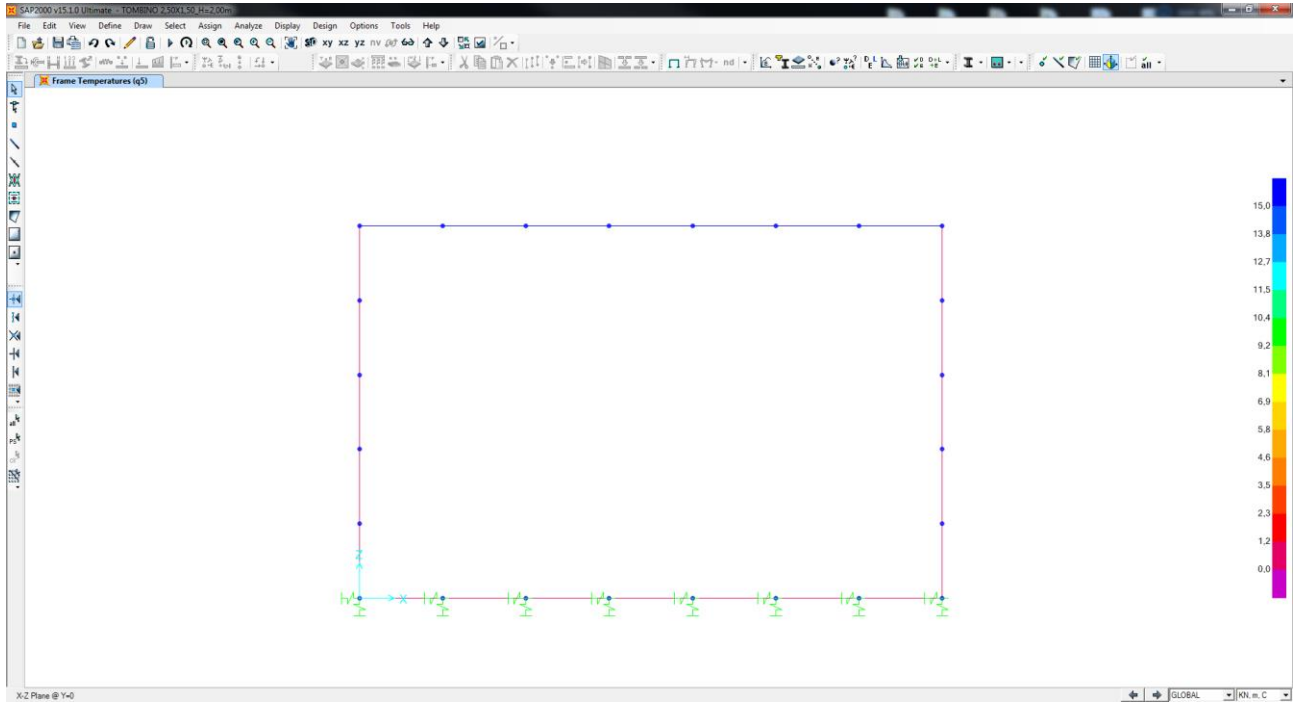 SAP2000 v15.1.0 Ultimate - TOMBINO 2,50X1,50_H=2,00m
File Edit View Define Draw Select Assign Analyze Display Design Options Tools Help
xy xz yz nv
nd
all
Frame Temperatures (q5)
15,0
13,8
12,7
11,5
10,4
9,2
8,1
6,9
5,8
4,6
3,5
2,3
1,2
0,0
Z
X
X-Z Plane @ Y=0
GLOBAL
KN, m, C